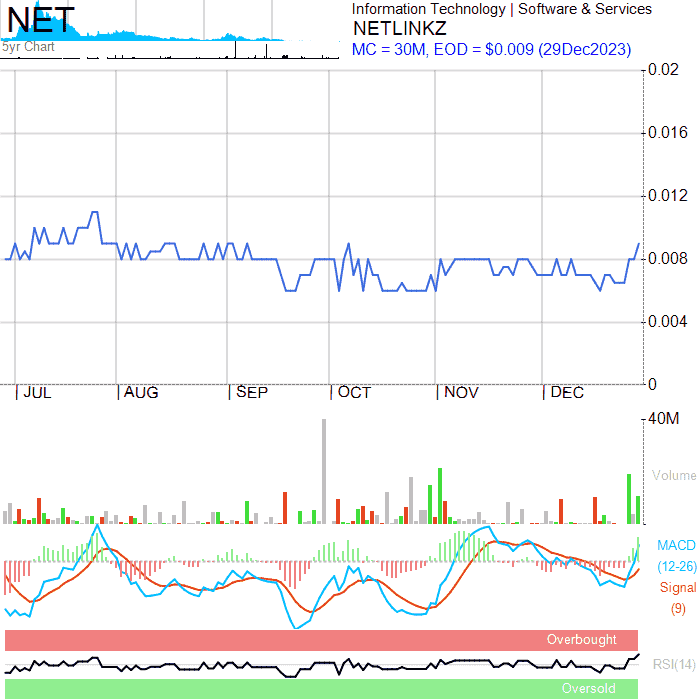 NET
5yr Chart
Information Technology | Software & Services
NETLINKZ
MC = 30M, EOD = $0.009 (29Dec2023)
0.02
0.016
0.012
0.008
0.004
0
| JUL | AUG | SEP | OCT | NOV | DEC
40M
Volume
MACD
(12-26)
Signal
(9)
Overbought
RSI(14)
Oversold